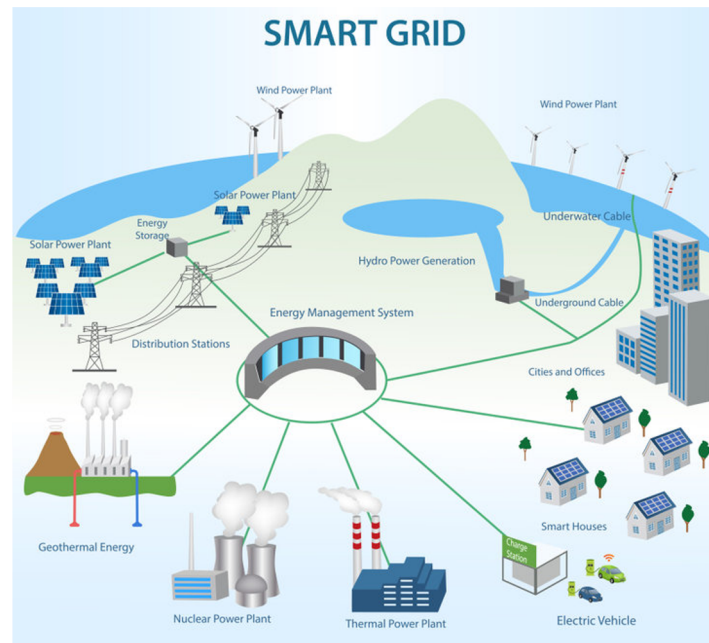 SMART GRID
Wind Power Plant
Wind Power Plant
Solar Power Plant
Energy
Storage
Underwater Cable
Solar Power Plant
Hydro Power Generation
Underground Cable
Energy Management System
Distribution Stations
Cities and Offices
Smart Houses
Charge
Station
Geothermal Energy
Nuclear Power Plant
Thermal Power Plant
Electric Vehicle